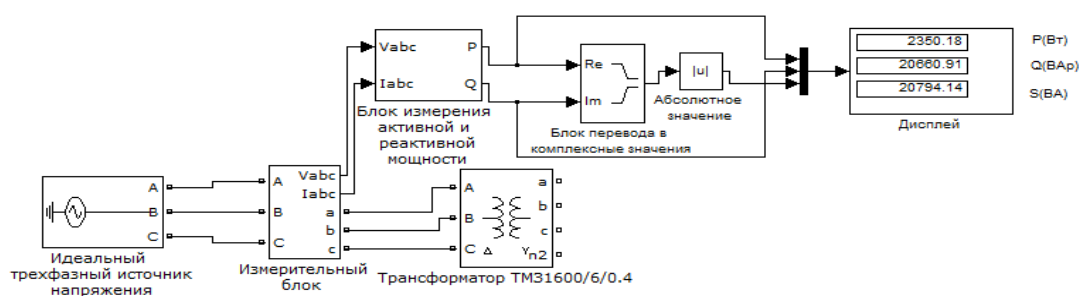 Vabc
Iabc
P
Q
Блок измерения
активной и
реактивной
мощности
Re
Im
Блок перевода в
комплексные значения
|u|
Абсолютное
значение
2350.18
20660.91
20794.14
Дисплей
P(Вт)
Q(ВАр)
S(ВА)
A
B
C
Идеальный
трехфазный источник
напряжения
A
B
C
Vabc
Iabc
a
b
c
Измерительный
блок
A
B
C
Δ
Y
n2
a
b
c
Трансформатор ТМЗ1600/6/0.4